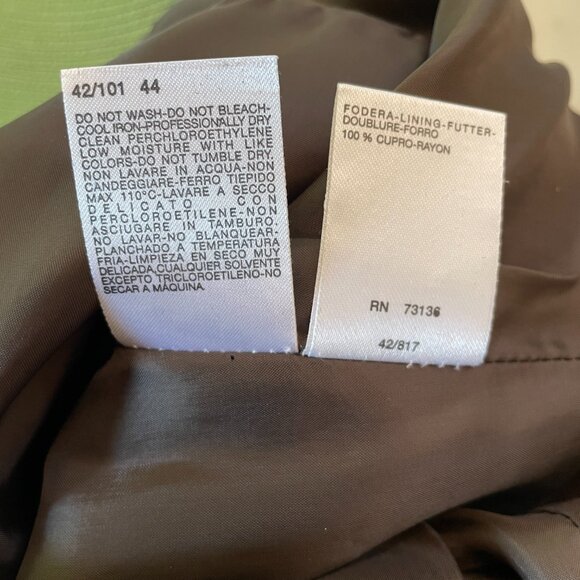 42/101 44
DO NOT WASH-DO NOT BLEACH-
COOL IRON-PROFESSIONALLY DRY
CLEAN PERCHLOROETHYLENE
LOW MOISTURE WITH LIKE
COLORS-DO NOT TUMBLE DRY.
NON LAVARE IN ACQUA-NON
CANDEGGIARE-FERRO TIEPIDO
MAX 110°C-LAVARE A SECCO
DELICATO CON
PERCLOROETILENE-NON
ASCIUGARE IN TAMBURO.
NO LAVAR-NO BLANQUEAR-
PLANCHADO A TEMPERATURA
FRIA-LIMPIEZA EN SECO MUY
DELICADA,CUALQUIER SOLVENTE
EXCEPTO TRICLOROETILENO-NO
SECAR A MÁQUINA.
FODERA-LINING-FUTTER-
DOUBLURE-FORRO
100 % CUPRO-RAYON
RN 73136
42/817